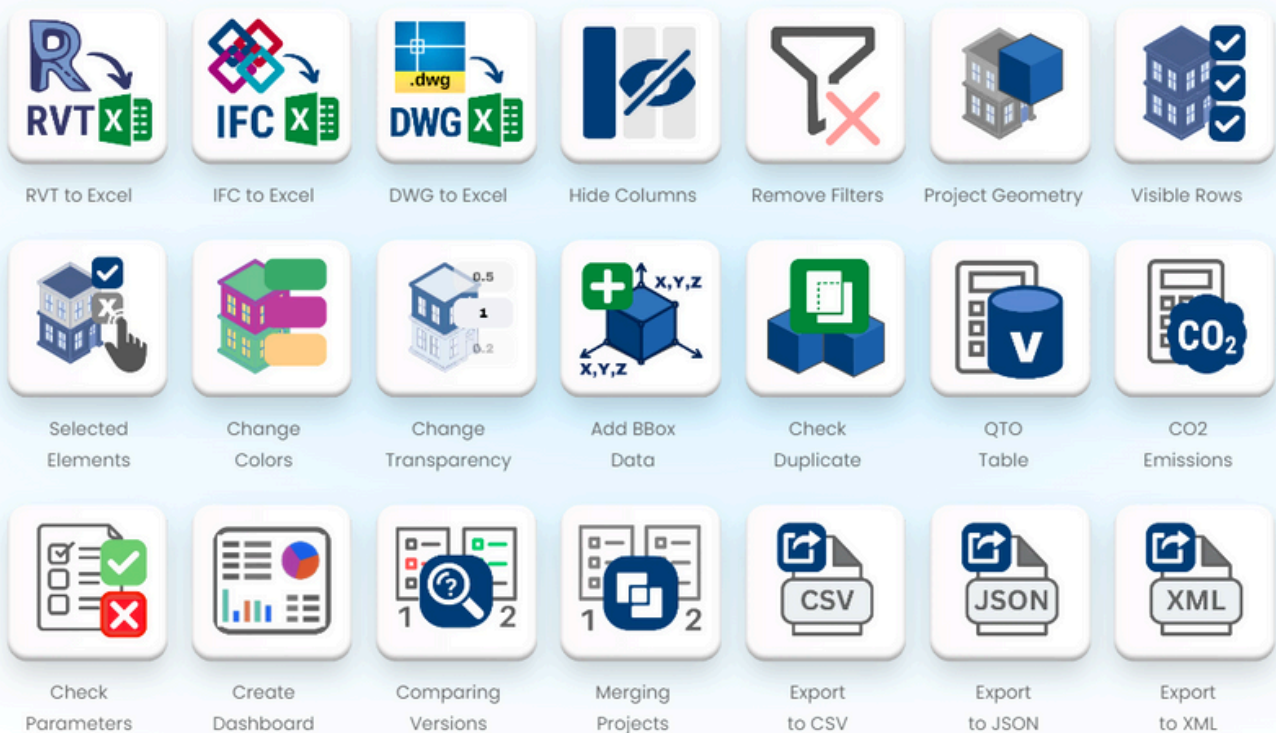 RVT
IFC
.dwg
DWG
RVT to Excel
IFC to Excel
DWG to Excel
Hide Columns
Remove Filters
Project Geometry
Visible Rows
0.5
1
0.2
X,Y,Z
X,Y,Z
V
CO2
Selected
Elements
Change
Colors
Change
Transparency
Add BBox
Data
Check
Duplicate
QTO
Table
CO2
Emissions
1 ? 2
1 2
CSV
JSON
XML
Check
Parameters
Create
Dashboard
Comparing
Versions
Merging
Projects
Export
to CSV
Export
to JSON
Export
to XML